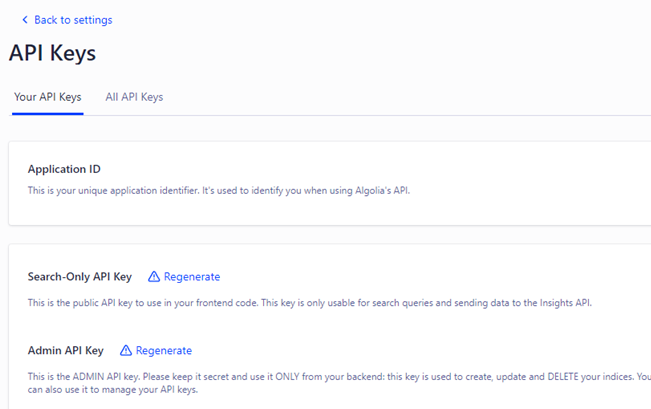 Back to settings
API Keys
Your API Keys All API Keys
Application ID
This is your unique application identifier. It's used to identify you when using Algolia's API.
Search-Only API Key Regenerate
This is the public API key to use in your frontend code. This key is only usable for search queries and sending data to the Insights API.
Admin API Key Regenerate
This is the ADMIN API key. Please keep it secret and use it ONLY from your backend: this key is used to create, update and DELETE your indices. You
can also use it to manage your API keys.